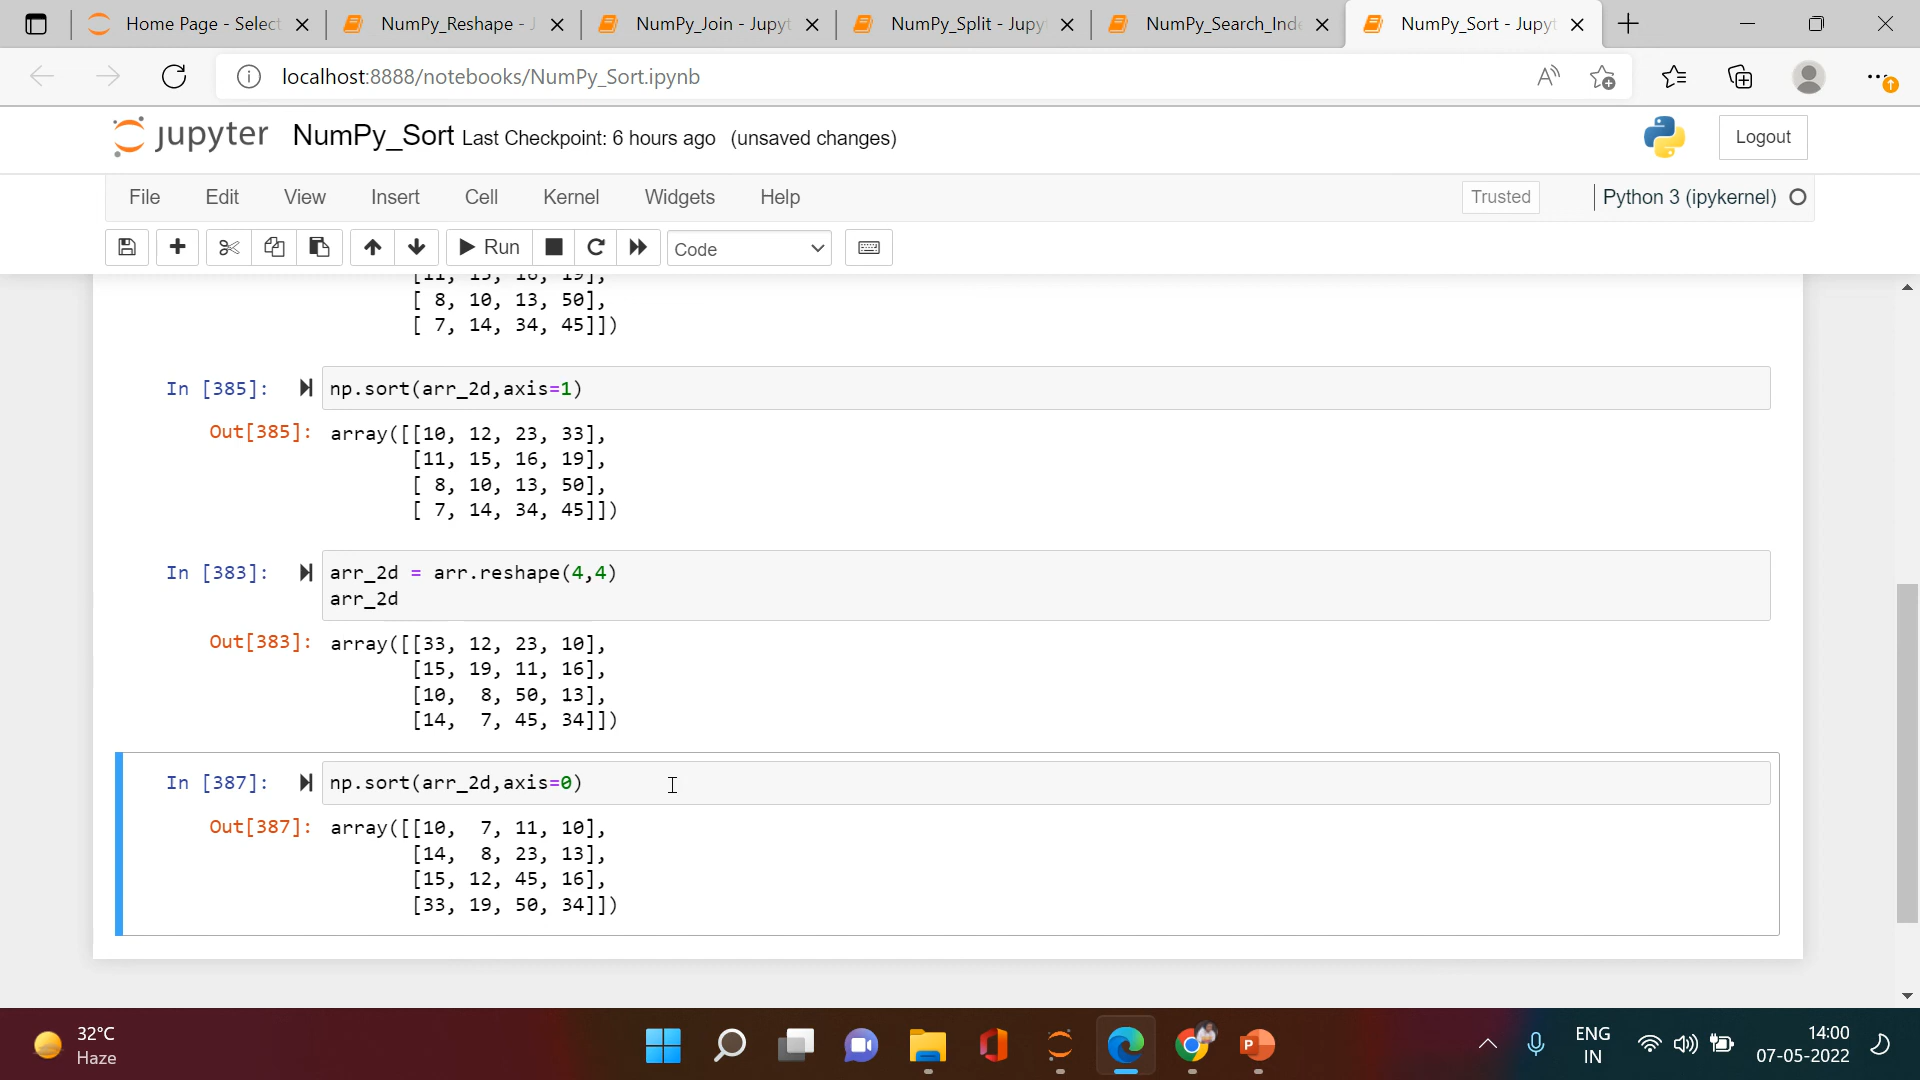 Home Page - Select
NumPy_Reshape - J
NumPy_Join - Jupyt
NumPy_Split - Jupy
NumPy_Search_Inde
NumPy_Sort - Jupyt
localhost:8888/notebooks/NumPy_Sort.ipynb
jupyter NumPy_Sort Last Checkpoint: 6 hours ago (unsaved changes)
Logout
File Edit View Insert Cell Kernel Widgets Help
Trusted
Python 3 (ipykernel)
Run
Code
[11, 15, 16, 19],
[ 8, 10, 13, 50],
[ 7, 14, 34, 45]])
In [385]: np.sort(arr_2d,axis=1)
Out[385]: array([[10, 12, 23, 33],
[11, 15, 16, 19],
[ 8, 10, 13, 50],
[ 7, 14, 34, 45]])
In [383]: arr_2d = arr.reshape(4,4)
arr_2d
Out[383]: array([[33, 12, 23, 10],
[15, 19, 11, 16],
[10,  8, 50, 13],
[14,  7, 45, 34]])
In [387]: np.sort(arr_2d,axis=0)
Out[387]: array([[10,  7, 11, 10],
[14,  8, 23, 13],
[15, 12, 45, 16],
[33, 19, 50, 34]])
32°C
Haze
ENG
IN
14:00
07-05-2022